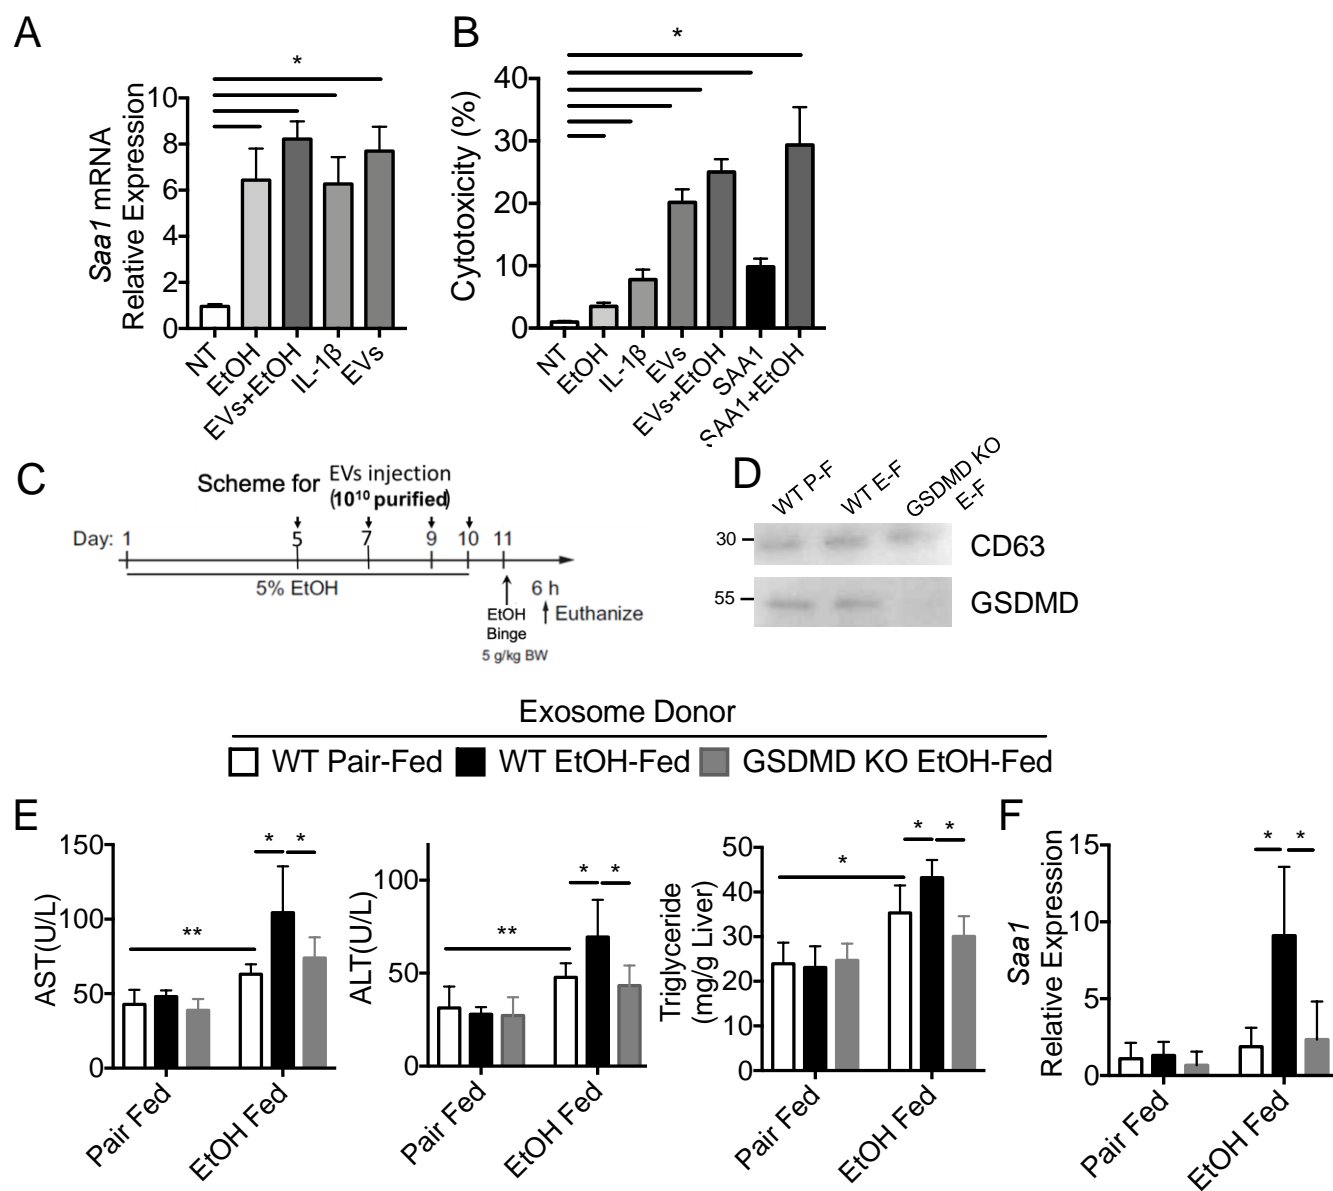 A
Saa1 mRNA
Relative Expression
10
8
6
4
2
0
*
NT
EtOH
EVs+EtOH
IL-1β
EVs
B
Cytotoxicity (%)
40
30
20
10
0
*
NT
EtOH
IL-1β
EVs
EVs+EtOH
SAA1
SAA1+EtOH
C
Scheme for EVs injection
(10¹⁰ purified)
Day: 1 5 7 9 10 11
5% EtOH
6 h
EtOH
Binge
5 g/kg BW
Euthanize
D
WT P-F
WT E-F
GSDMD KO
E-F
30
CD63
55
GSDMD
Exosome Donor
WT Pair-Fed WT EtOH-Fed GSDMD KO EtOH-Fed
E
AST(U/L)
150
100
50
0
**
* *
Pair Fed
EtOH Fed
ALT(U/L)
100
50
0
**
* *
Pair Fed
EtOH Fed
Triglyceride
(mg/g Liver)
50
40
30
20
10
0
*
* *
Pair Fed
EtOH Fed
F
Saa1
Relative Expression
15
10
5
0
* *
Pair Fed
EtOH Fed